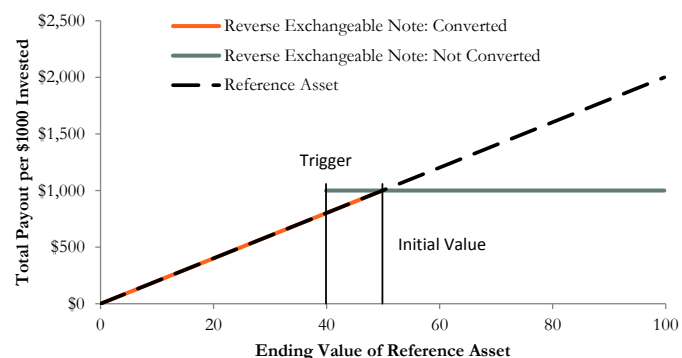 $2,500
Reverse Exchangeable Note: Converted
Reverse Exchangeable Note: Not Converted
Reference Asset
$2,000
$1,500
Trigger
$1,000
Initial Value
$500
$0
0
20
40
60
80
100
Total Payout per $1000 Invested
Ending Value of Reference Asset